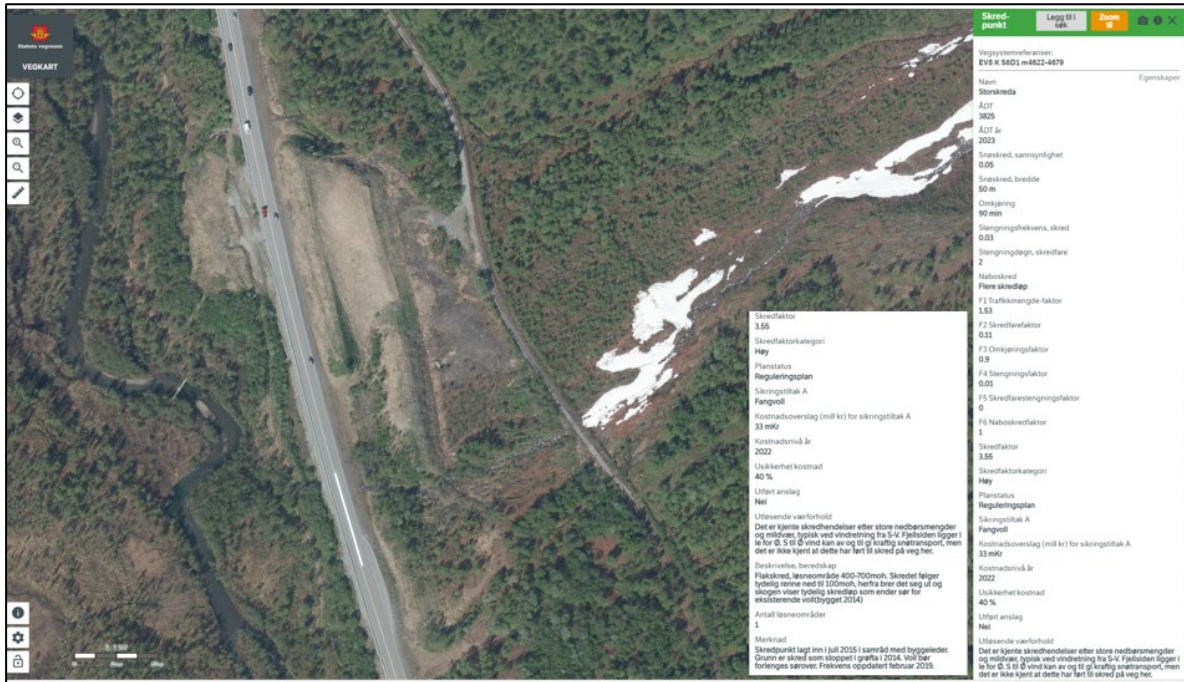 Statens vegvesen
VEGKART
Skred-
punkt
Legg til i
søk
Zoom
til
Vegsystemreferanser:
EV8 K S6D1 m4622-4679
Egenskaper
Navn
Storskreda
ÅDT
3825
ÅDT år
2023
Snøskred, sannsynlighet
0.05
Snøskred, bredde
50 m
Omkjøring
90 min
Stengningsfrekvens, skred
0.03
Stengningdøgn, skredfare
2
Naboskred
Flere skredløp
F1 Trafikkmengde-faktor
1.53
F2 Skredfarefaktor
0.11
F3 Omkjøringsfaktor
0.9
F4 Stengningsfaktor
0.01
F5 Skredfarestengningsfaktor
0
F6 Naboskredfaktor
1
Skredfaktor
3.55
Skredfaktorkategori
Høy
Planstatus
Reguleringsplan
Sikringstiltak A
Fangvoll
Kostnadsoverslag (mill kr) for sikringstiltak A
33 mKr
Kostnadsnivå år
2022
Usikkerhet kostnad
40 %
Utført anslag
Nei
Utløsende værforhold
Det er kjente skredhendelser etter store nedbørsmengder
og mildvær, typisk ved vindretning fra S-V. Fjellsiden ligger i
le for Ø. S til Ø vind kan av og til gi kraftig snøtransport, men
det er ikke kjent at dette har ført til skred på veg her.
Skredfaktor
3.55
Skredfaktorkategori
Høy
Planstatus
Reguleringsplan
Sikringstiltak A
Fangvoll
Kostnadsoverslag (mill kr) for sikringstiltak A
33 mKr
Kostnadsnivå år
2022
Usikkerhet kostnad
40 %
Utført anslag
Nei
Utløsende værforhold
Det er kjente skredhendelser etter store nedbørsmengder
og mildvær, typisk ved vindretning fra S-V. Fjellsiden ligger i
le for Ø. S til Ø vind kan av og til gi kraftig snøtransport, men
det er ikke kjent at dette har ført til skred på veg her.
Beskrivelse, beredskap
Flakskred, løsneområde 400-700moh. Skredet følger
tydelig renne ned til 100moh, herfra brer det seg ut og
skogen viser tydelig skredløp som ender sør for
eksisterende voll(bygget 2014)
Antall løsneområder
1
Merknad
Skredpunkt lagt inn i juli 2015 i samråd med byggeleder.
Grunn er skred som stoppet i grøfta i 2014. Voll bør
forlenges sørover. Frekvens oppdatert februar 2019.